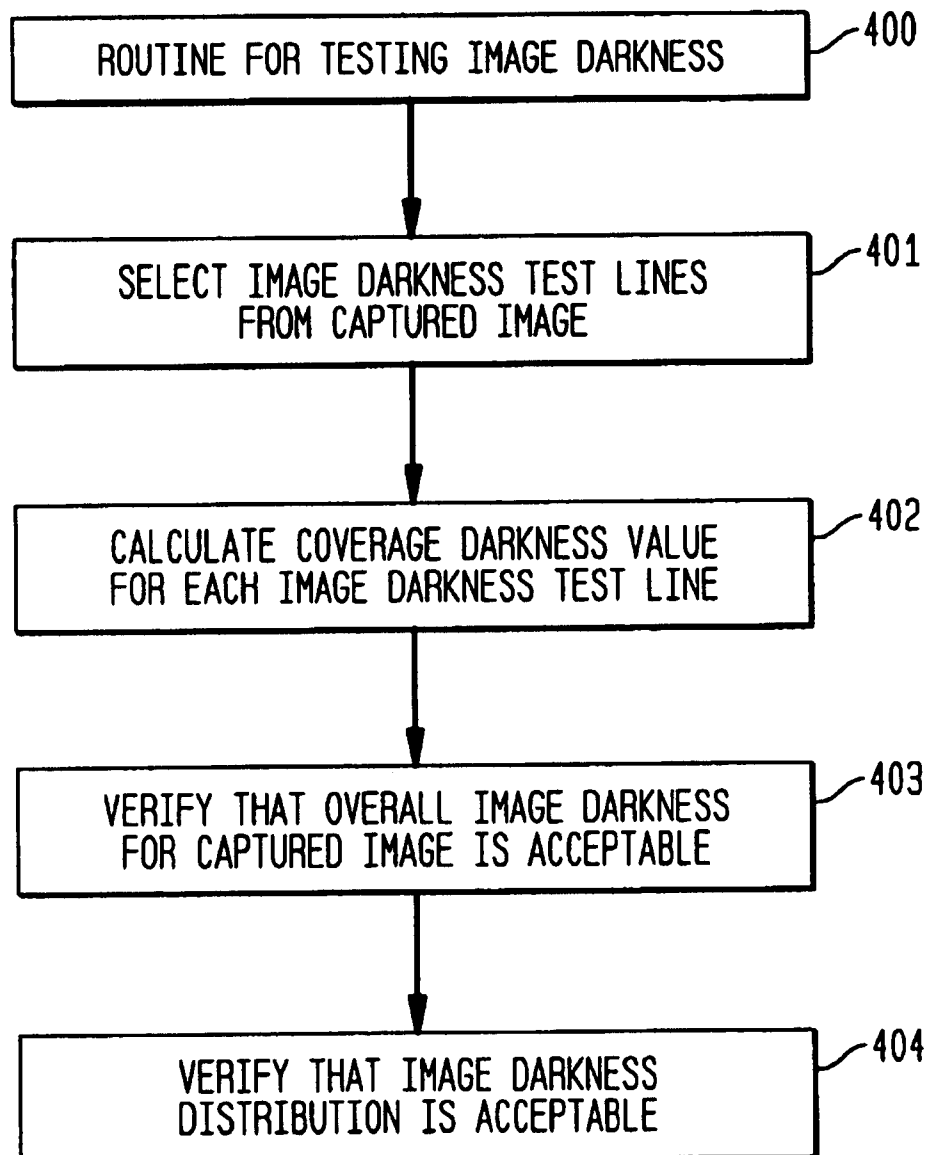 ROUTINE FOR TESTING IMAGE DARKNESS
400
SELECT IMAGE DARKNESS TEST LINES
FROM CAPTURED IMAGE
401
CALCULATE COVERAGE DARKNESS VALUE
FOR EACH IMAGE DARKNESS TEST LINE
402
VERIFY THAT OVERALL IMAGE DARKNESS
FOR CAPTURED IMAGE IS ACCEPTABLE
403
VERIFY THAT IMAGE DARKNESS
DISTRIBUTION IS ACCEPTABLE
404